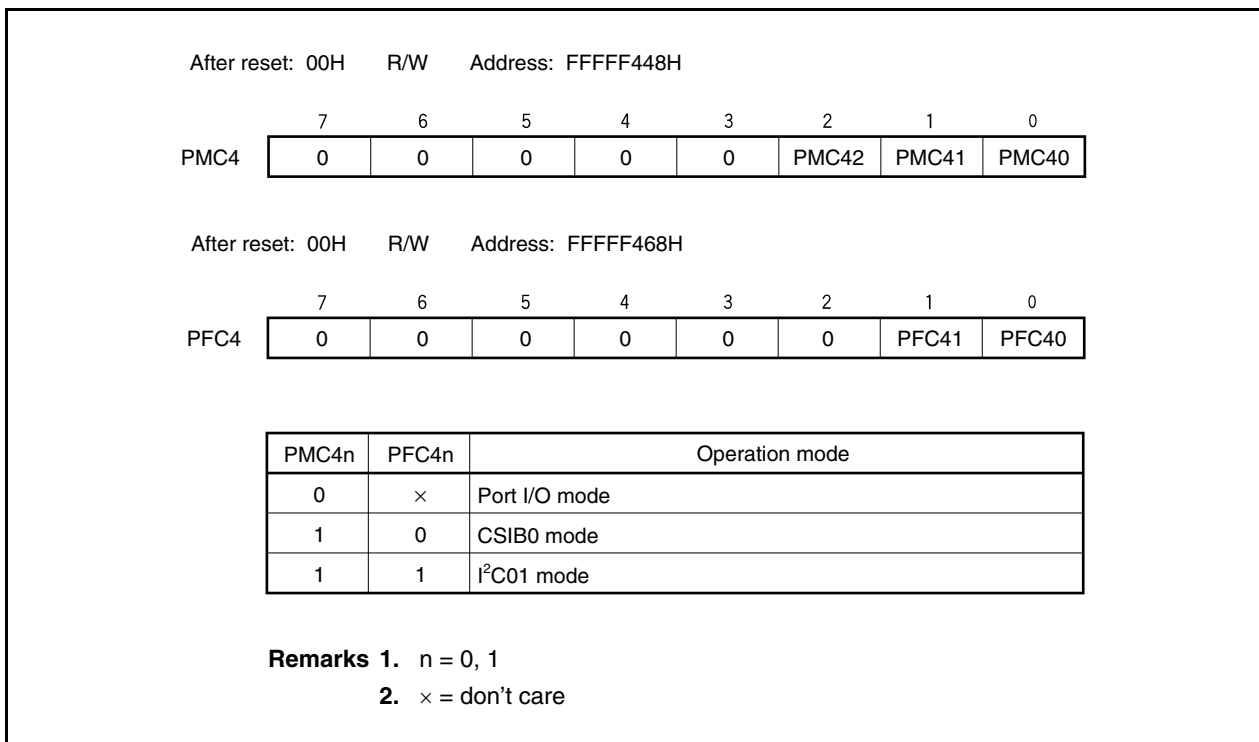 After reset: 00H R/W Address: FFFFF448H
7 6 5 4 3 2 1 0
PMC4 0 0 0 0 0 PMC42 PMC41 PMC40
After reset: 00H R/W Address: FFFFF468H
7 6 5 4 3 2 1 0
PFC4 0 0 0 0 0 0 PFC41 PFC40
PMC4n PFC4n Operation mode
0 × Port I/O mode
1 0 CSIB0 mode
1 1 I²C01 mode
Remarks 1. n = 0, 1
2. × = don't care